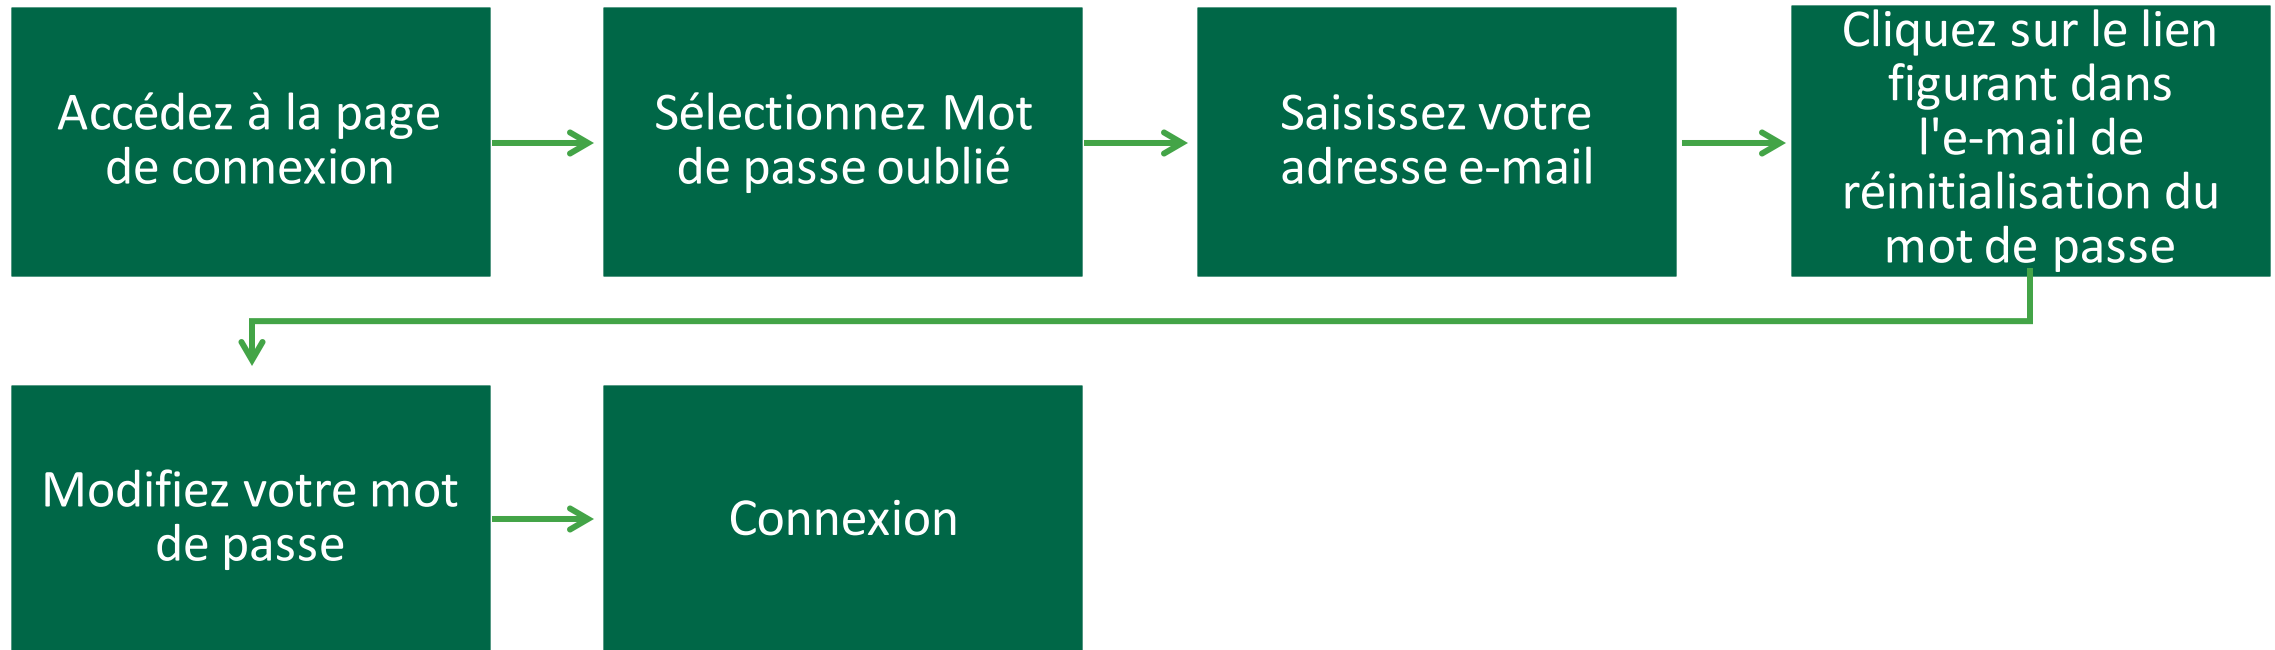 Accédez à la page
de connexion
Sélectionnez Mot
de passe oublié
Saisissez votre
adresse e-mail
Cliquez sur le lien
figurant dans
l'e-mail de
réinitialisation du
mot de passe
Modifiez votre mot
de passe
Connexion